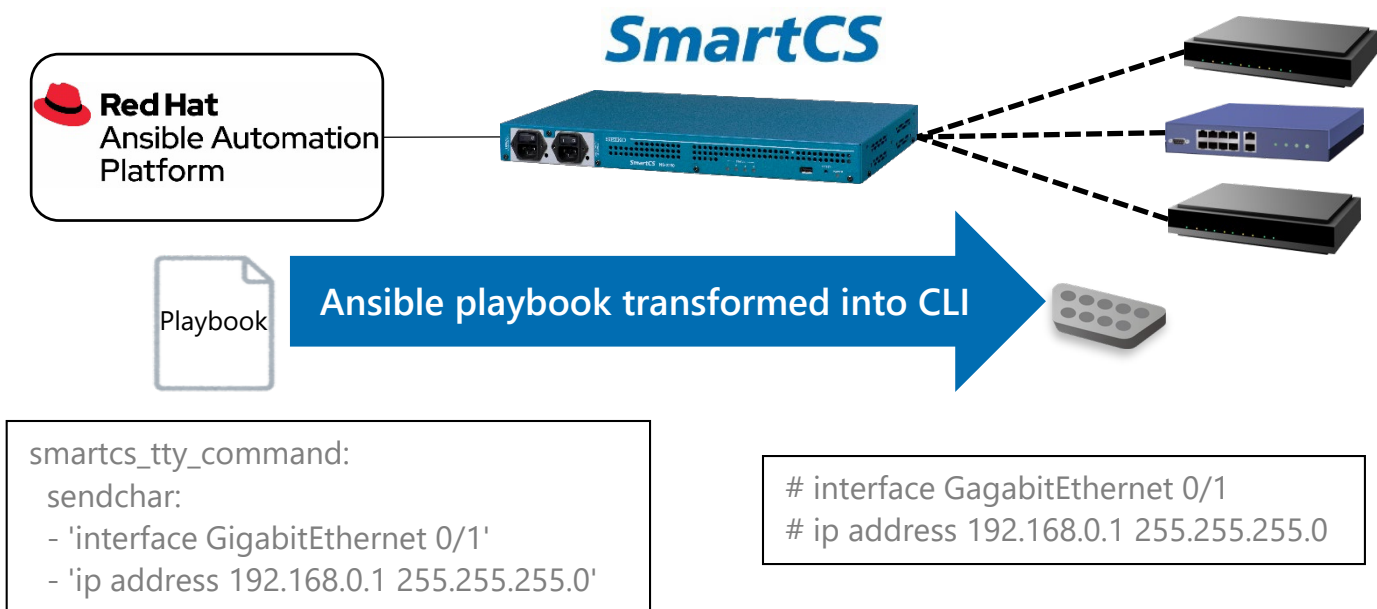 SmartCS
Red Hat
Ansible Automation
Platform
SEIKO
SmartCS
Playbook
Ansible playbook transformed into CLI
smartcs_tty_command:
sendchar:
- 'interface GigabitEthernet 0/1'
- 'ip address 192.168.0.1 255.255.255.0'
# interface GagabitEthernet 0/1
# ip address 192.168.0.1 255.255.255.0